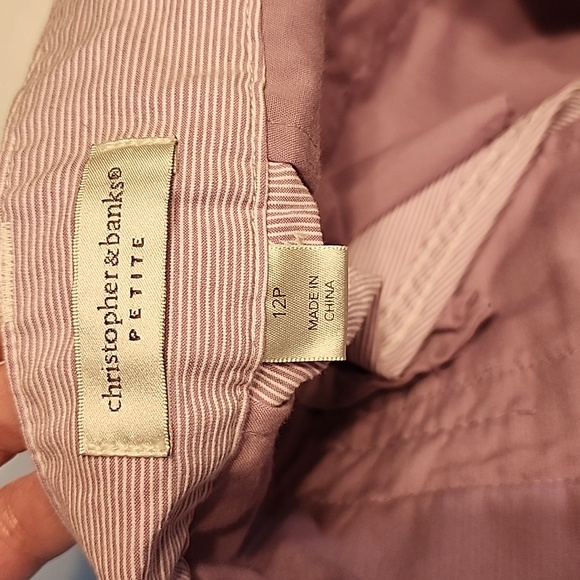 christopher&banks®
PETITE
12P
MADE IN
CHINA